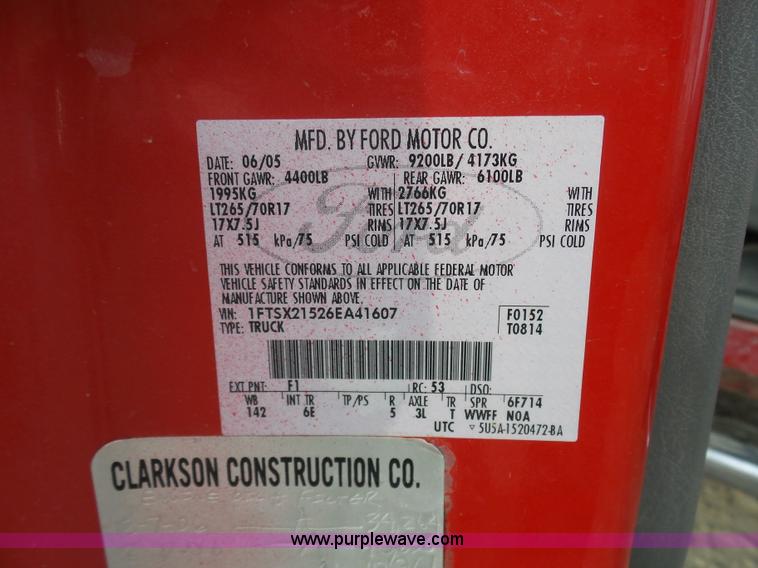 MFD. BY FORD MOTOR CO.
DATE: 06/05 GVWR: 9200LB/ 4173KG
FRONT GAWR: 4400LB REAR GAWR: 6100LB
1995KG WITH 2766KG WITH
LT265/70R17 TIRES LT265/70R17 TIRES
17X7.5J RIMS 17X7.5J RIMS
AT 515 kPa/75 PSI COLD AT 515 kPa/75 PSI COLD
Ford
THIS VEHICLE CONFORMS TO ALL APPLICABLE FEDERAL MOTOR
VEHICLE SAFETY STANDARDS IN EFFECT ON THE DATE OF
MANUFACTURE SHOWN ABOVE.
VIN: 1FTSX21526EA41607 F0152
TYPE: TRUCK T0814
EXT PNT: F1 RC: 53 DSO:
WB INT TR TP/PS R AXLE TR SPR 6F714
142 6E 5 3L T WWFF NOA
UTC ▽ 5U5A-1520472-BA
CLARKSON CONSTRUCTION CO.
FILTER
34,264
www.purplewave.com